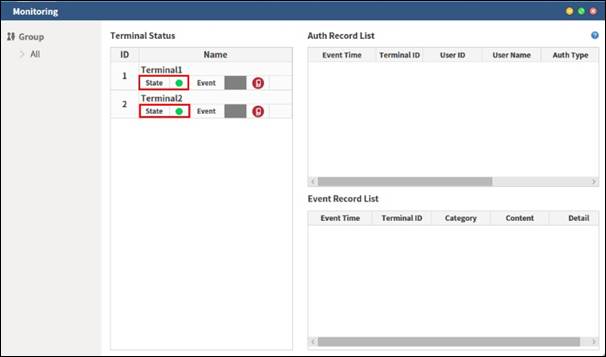 Monitoring
Group
All
Terminal Status
ID Name
1 Terminal1
State Event
2 Terminal2
State Event
Auth Record List
Event Time Terminal ID User ID User Name Auth Type
Event Record List
Event Time Terminal ID Category Content Detail